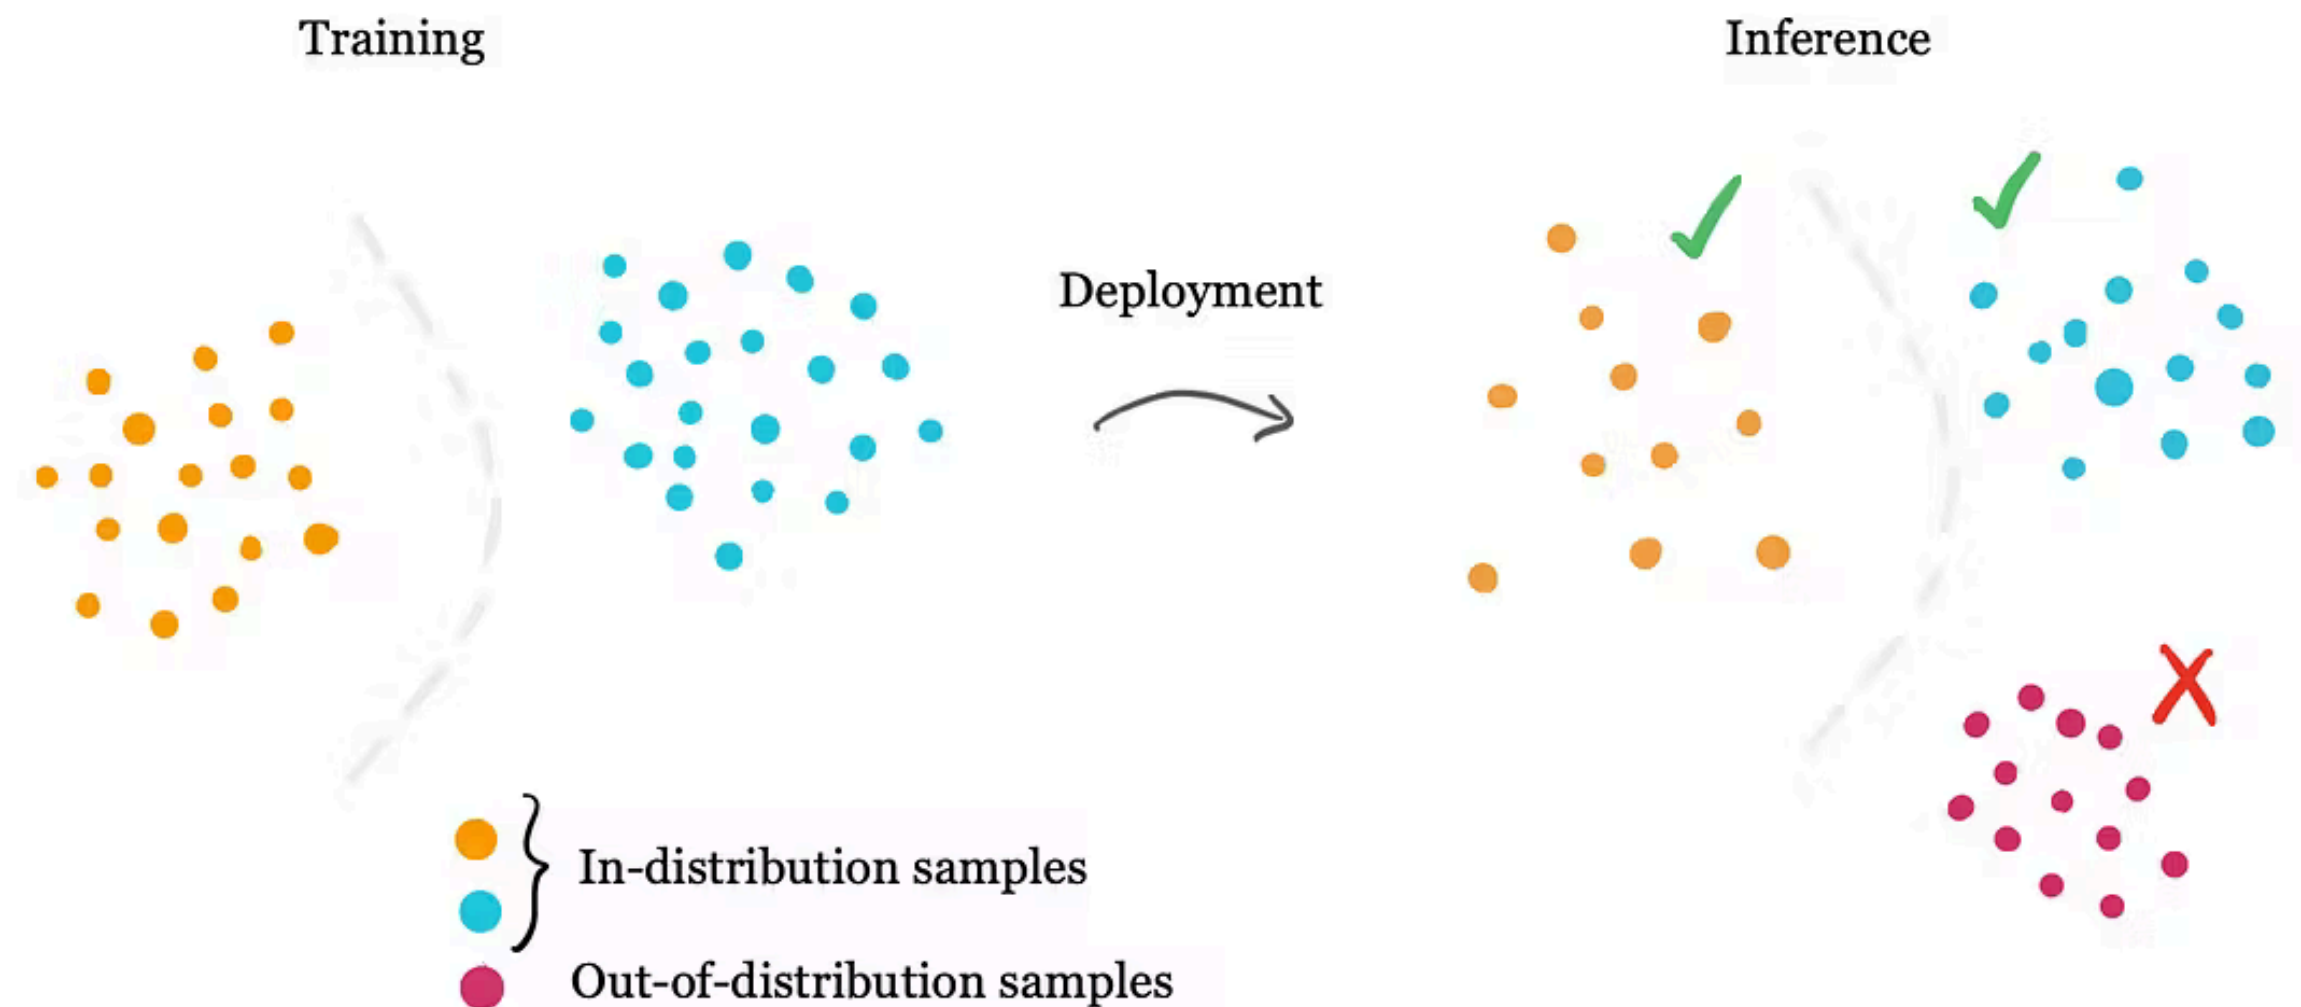 Training
Inference
Deployment
In-distribution samples
Out-of-distribution samples